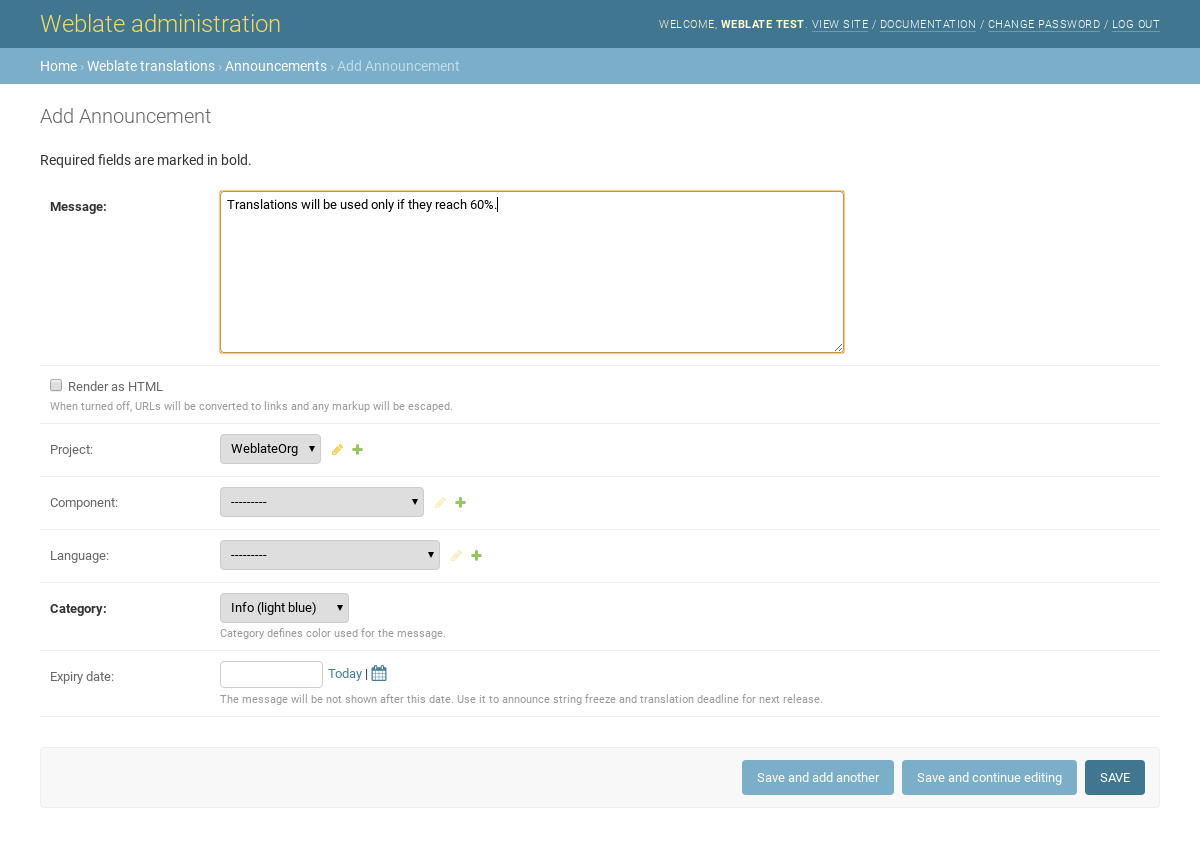 Weblate administration
WELCOME, WEBLATE TEST. VIEW SITE / DOCUMENTATION / CHANGE PASSWORD / LOG OUT
Home › Weblate translations › Announcements › Add Announcement
Add Announcement
Required fields are marked in bold.
Message:
Translations will be used only if they reach 60%.
Render as HTML
When turned off, URLs will be converted to links and any markup will be escaped.
Project:
WeblateOrg
Component:
---------
Language:
---------
Category:
Info (light blue)
Category defines color used for the message.
Expiry date:
Today |
The message will be not shown after this date. Use it to announce string freeze and translation deadline for next release.
Save and add another
Save and continue editing
SAVE